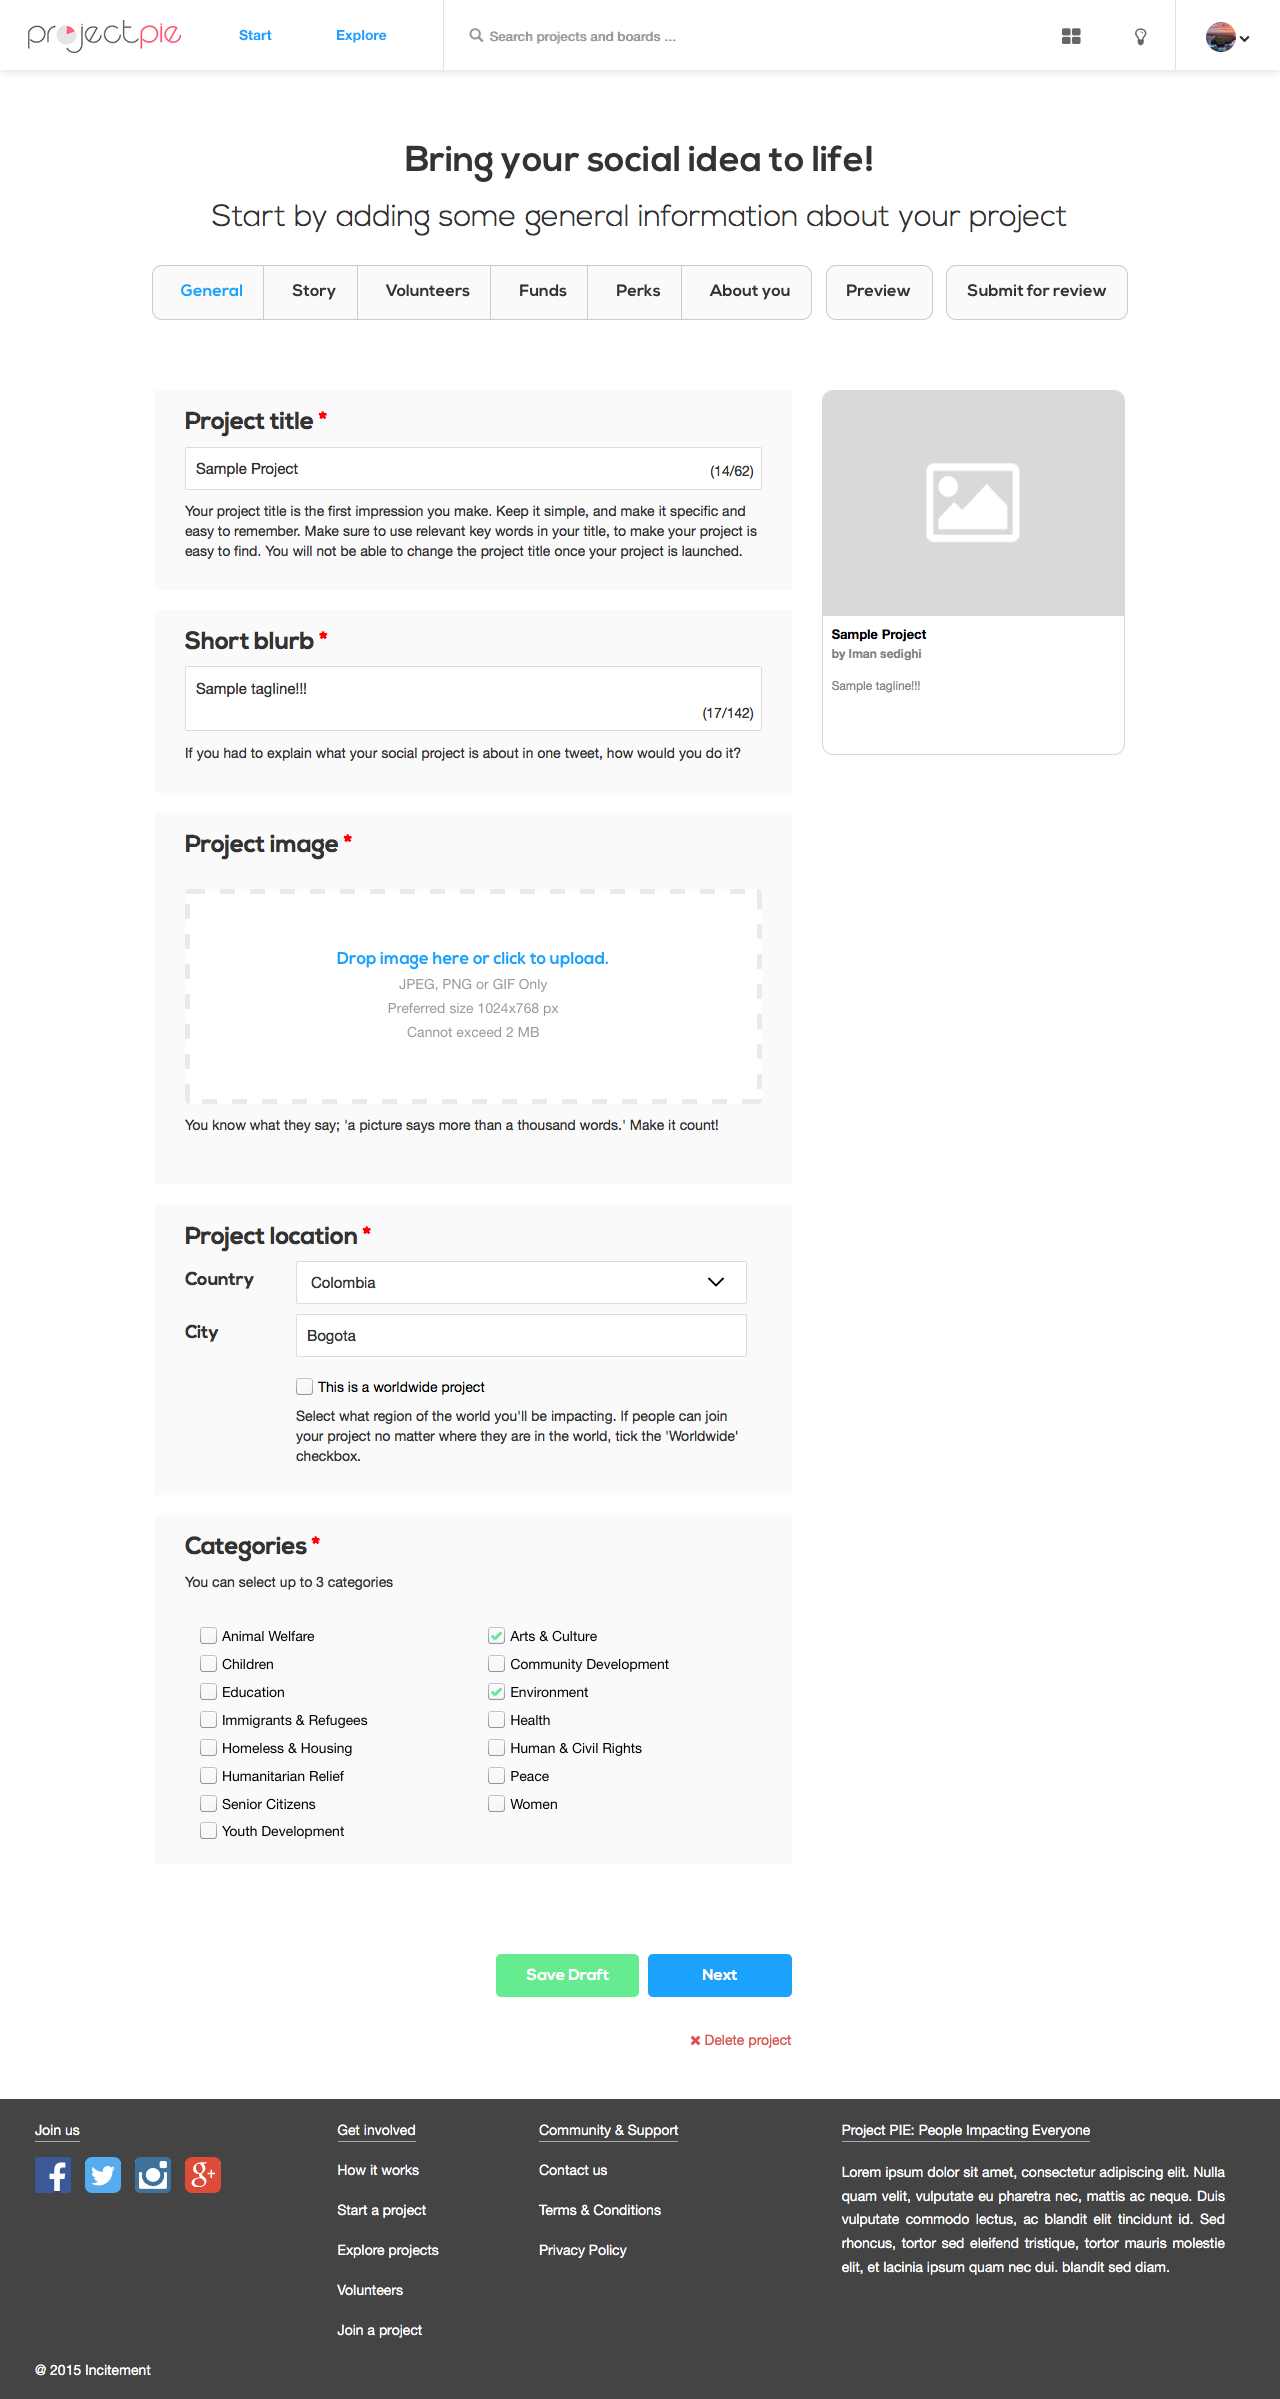 projectpie
Start
Explore
Search projects and boards ...
Bring your social idea to life!
Start by adding some general information about your project
General
Story
Volunteers
Funds
Perks
About you
Preview
Submit for review
Project title *
Sample Project
(14/62)
Your project title is the first impression you make. Keep it simple, and make it specific and
easy to remember. Make sure to use relevant key words in your title, to make your project is
easy to find. You will not be able to change the project title once your project is launched.
Sample Project
by Iman sedighi
Sample tagline!!!
Short blurb *
Sample tagline!!!
(17/142)
If you had to explain what your social project is about in one tweet, how would you do it?
Project image *
Drop image here or click to upload.
JPEG, PNG or GIF Only
Preferred size 1024x768 px
Cannot exceed 2 MB
You know what they say; 'a picture says more than a thousand words.' Make it count!
Project location *
Country
Colombia
City
Bogota
This is a worldwide project
Select what region of the world you'll be impacting. If people can join
your project no matter where they are in the world, tick the 'Worldwide'
checkbox.
Categories *
You can select up to 3 categories
Animal Welfare
Arts & Culture
Children
Community Development
Education
Environment
Immigrants & Refugees
Health
Homeless & Housing
Human & Civil Rights
Humanitarian Relief
Peace
Senior Citizens
Women
Youth Development
Save Draft
Next
Delete project
Join us
Get involved
How it works
Start a project
Explore projects
Volunteers
Join a project
Community & Support
Contact us
Terms & Conditions
Privacy Policy
Project PIE: People Impacting Everyone
Lorem ipsum dolor sit amet, consectetur adipiscing elit. Nulla
quam velit, vulputate eu pharetra nec, mattis ac neque. Duis
vulputate commodo lectus, ac blandit elit tincidunt id. Sed
rhoncus, tortor sed eleifend tristique, tortor mauris molestie
elit, et lacinia ipsum quam nec dui. blandit sed diam.
@ 2015 Incitement